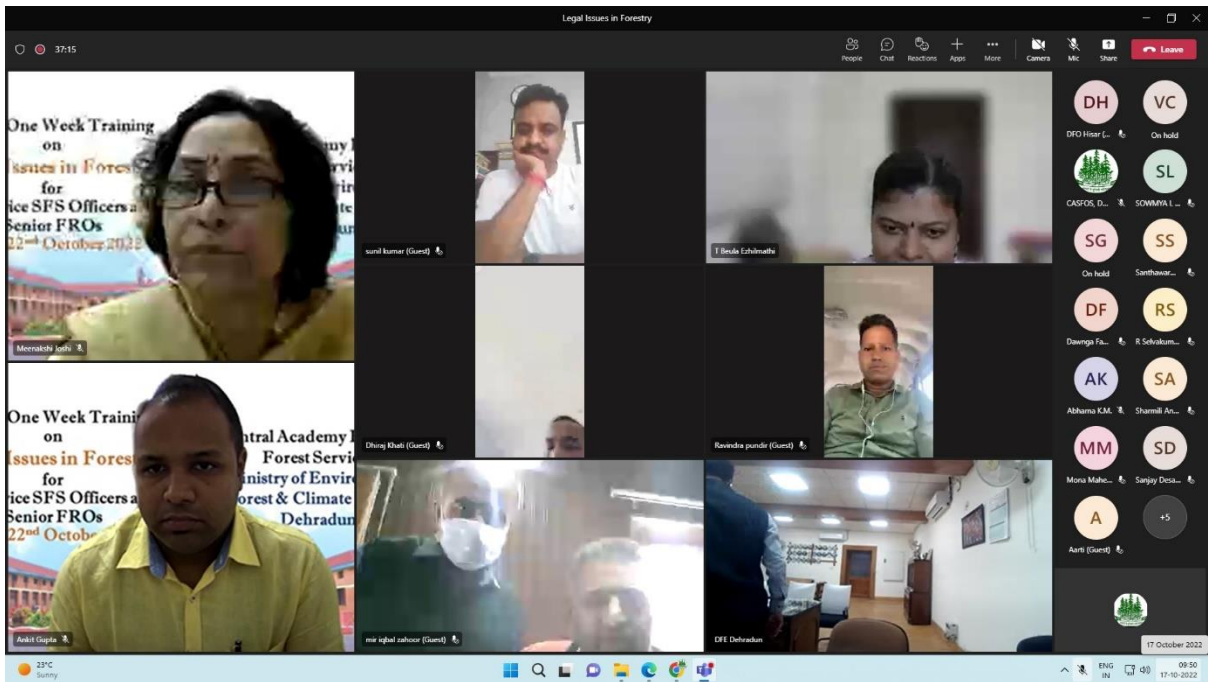 Legal Issues in Forestry
37:15
People
Chat
Reactions
Apps
More
Camera
Mic
Share
Leave
One Week Training
on
Issues in Fores
for
ice SFS Officers a
Senior FROs
22nd October 2022
Meenakshi Joshi
sunil kumar (Guest)
T Beula Ezhilmathi
Dhiraj Khati (Guest)
Ravindra pundir (Guest)
One Week Traini
on
Issues in Fores
for
ice SFS Officers a
Senior FROs
22nd Octobe
ntral Academy
Forest Servi
inistry of Envir
orest & Climate
Dehradun
Ankit Gupta
mir iqbal zahoor (Guest)
DFE Dehradun
DH
DFO Hisar (...
VC
On hold
CASFOS, D...
SL
SOWMYA L ...
SG
On hold
SS
Santhawar...
DF
Dawnga Fa...
RS
R Selvakum...
AK
Abharna K.M.
SA
Sharmili An...
MM
Mona Mahe...
SD
Sanjay Desa...
A
Aarti (Guest)
+5
17 October 2022
23°C
Sunny
ENG
IN
09:50
17-10-2022